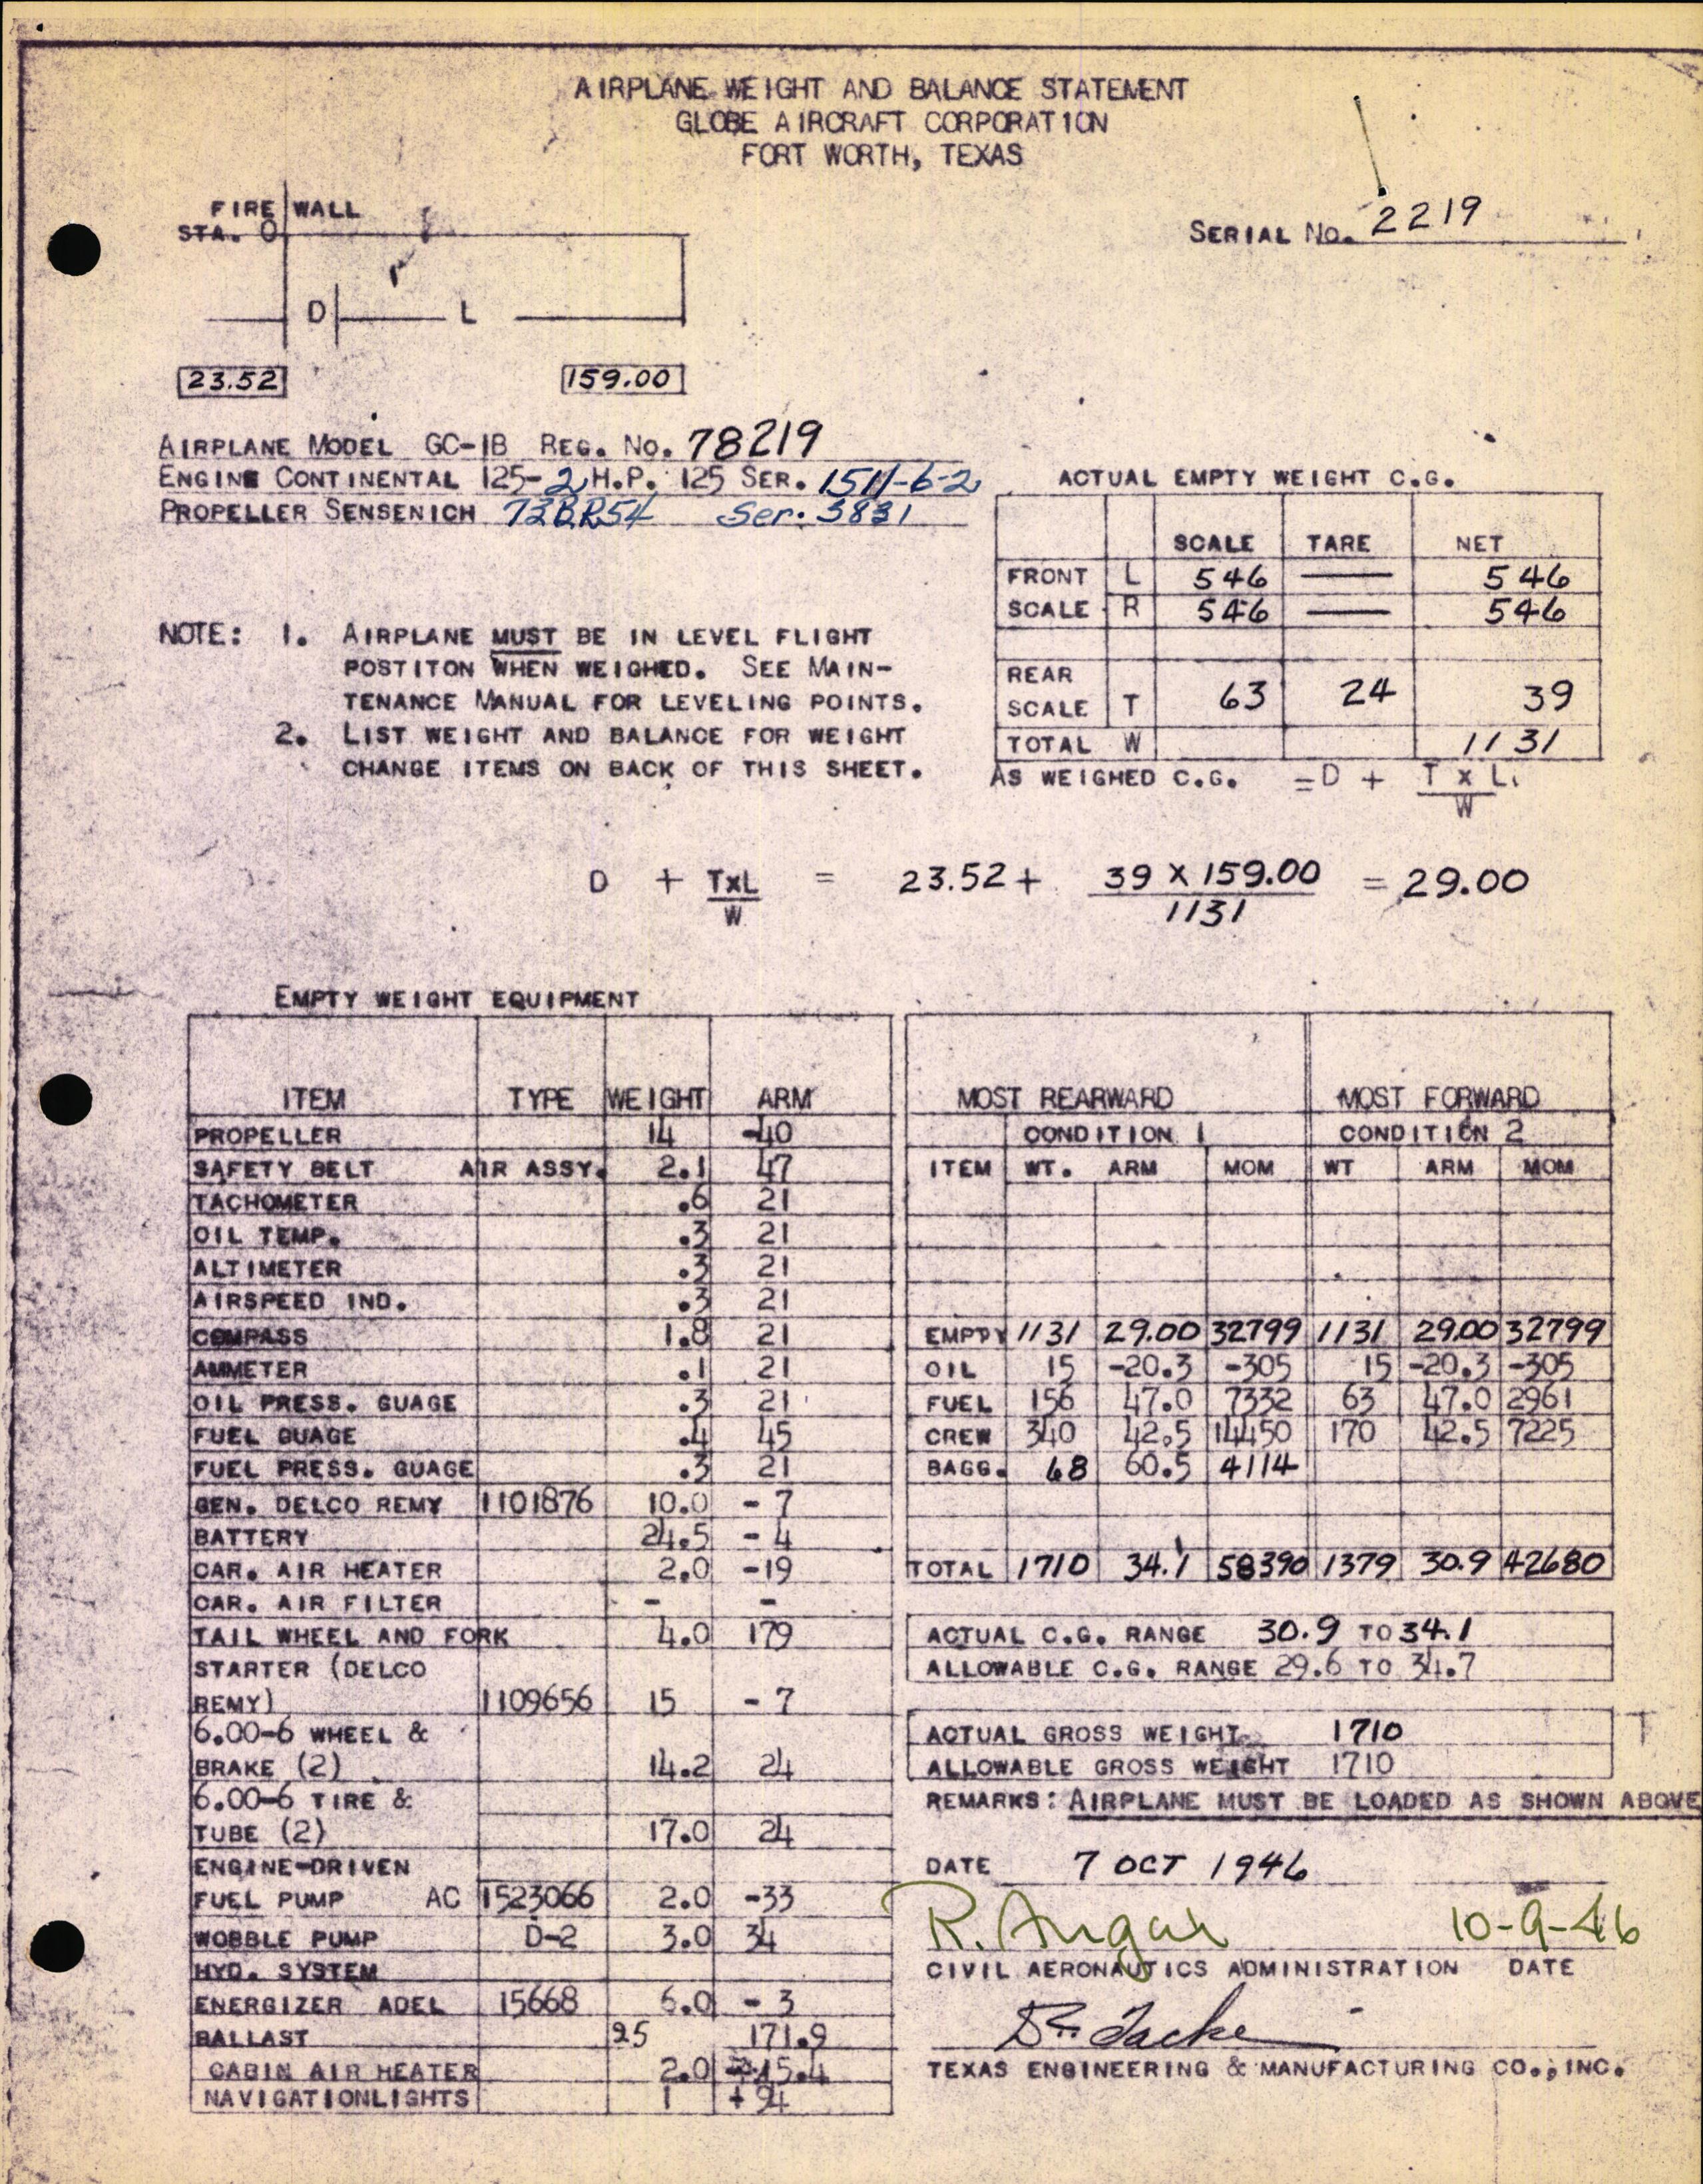 AIRPLANE WEIGHT AND BALANCE STATEMENT
GLOBE AIRCRAFT CORPORATION
FORT WORTH, TEXAS
FIRE WALL
STA. O
SERIAL No. 2219
D L
23.52 159.00
AIRPLANE MODEL GC-1B REG. No. 78219
ENGINE CONTINENTAL 125-2 H.P. 125 SER. 1511-6-2
PROPELLER SENSENICH 73BR54 Ser: 3831
ACTUAL EMPTY WEIGHT C.G.
SCALE TARE NET
FRONT L 546 — 546
SCALE R 546 — 546
REAR
SCALE T 63 24 39
TOTAL W 1131
AS WEIGHED C.G. = D + T x L
W
NOTE: 1. AIRPLANE MUST BE IN LEVEL FLIGHT
POSTITON WHEN WEIGHED. SEE MAIN-
TENANCE MANUAL FOR LEVELING POINTS.
2. LIST WEIGHT AND BALANCE FOR WEIGHT
CHANGE ITEMS ON BACK OF THIS SHEET.
D + TxL = 23.52 + 39 X 159.00 = 29.00
W 1131
EMPTY WEIGHT EQUIPMENT
ITEM TYPE WEIGHT ARM
PROPELLER 14 -40
SAFETY BELT AIR ASSY. 2.1 47
TACHOMETER .6 21
OIL TEMP. .3 21
ALTIMETER .3 21
AIRSPEED IND. .3 21
COMPASS 1.8 21
AMMETER .1 21
OIL PRESS. GUAGE .3 21
FUEL GUAGE .4 45
FUEL PRESS. GUAGE .3 21
GEN. DELCO REMY 1101876 10.0 - 7
BATTERY 24.5 - 4
CAR. AIR HEATER 2.0 -19
CAR. AIR FILTER - -
TAIL WHEEL AND FORK 4.0 179
STARTER (DELCO
REMY) 1109656 15 - 7
6.00-6 WHEEL &
BRAKE (2) 14.2 24
6.00-6 TIRE &
TUBE (2) 17.0 24
ENGINE-DRIVEN
FUEL PUMP AC 1523066 2.0 -33
WOBBLE PUMP D-2 3.0 34
HYD. SYSTEM
ENERGIZER ADEL 15668 6.0 - 3
BALLAST 25 171.9
CABIN AIR HEATER 2.0 15.4
NAVIGATIONLIGHTS 1 +94
MOST REARWARD MOST FORWARD
CONDITION 1 CONDITION 2
ITEM WT. ARM MOM WT ARM MOM
EMPTY 1131 29.00 32799 1131 29.00 32799
OIL 15 -20.3 -305 15 -20.3 -305
FUEL 156 47.0 7332 63 47.0 2961
CREW 340 42.5 14450 170 42.5 7225
BAGG. 68 60.5 4114
TOTAL 1710 34.1 58390 1379 30.9 42680
ACTUAL C.G. RANGE 30.9 TO 34.1
ALLOWABLE C.G. RANGE 29.6 TO 34.7
ACTUAL GROSS WEIGHT 1710
ALLOWABLE GROSS WEIGHT 1710
REMARKS: AIRPLANE MUST BE LOADED AS SHOWN ABOVE
DATE 7 OCT 1946
R. 10-9-46
CIVIL AERONAUTICS ADMINISTRATION DATE
TEXAS ENGINEERING & MANUFACTURING CO., INC.